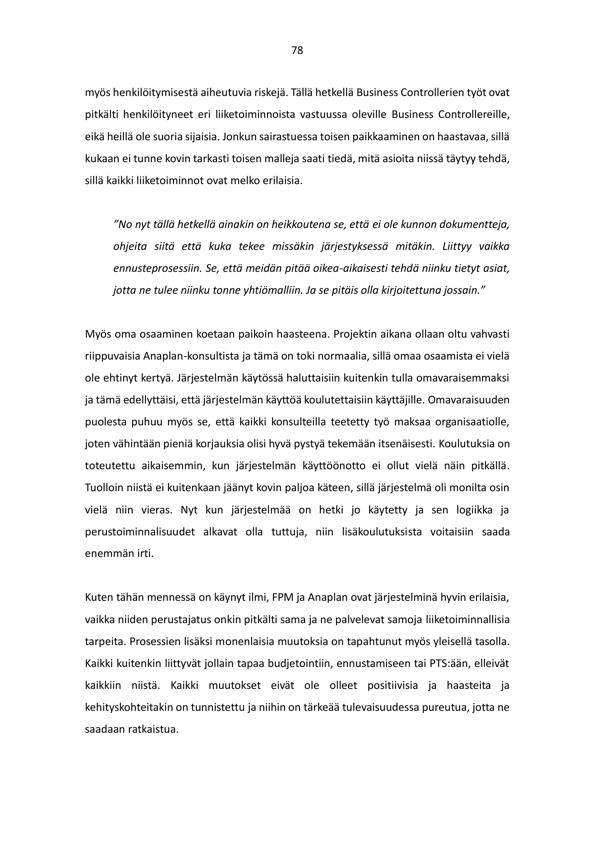 78
myös henkilöitymisestä aiheutuvia riskejä. Tällä hetkellä Business Controllerien työt ovat
pitkälti henkilöityneet eri liiketoiminnoista vastuussa oleville Business Controllereille,
eikä heillä ole suoria sijaisia. Jonkun sairastuessa toisen paikkaaminen on haastavaa, sillä
kukaan ei tunne kovin tarkasti toisen malleja saati tiedä, mitä asioita niissä täytyy tehdä,
sillä kaikki liiketoiminnot ovat melko erilaisia.
”No nyt tällä hetkellä ainakin on heikkoutena se, että ei ole kunnon dokumentteja,
ohjeita siitä että kuka tekee missäkin järjestyksessä mitäkin. Liittyy vaikka
ennusteprosessiin. Se, että meidän pitää oikea-aikaisesti tehdä niinku tietyt asiat,
jotta ne tulee niinku tonne yhtiömalliin. Ja se pitäis olla kirjoitettuna jossain.”
Myös oma osaaminen koetaan paikoin haasteena. Projektin aikana ollaan oltu vahvasti
riippuvaisia Anaplan-konsultista ja tämä on toki normaalia, sillä omaa osaamista ei vielä
ole ehtinyt kertyä. Järjestelmän käytössä haluttaisiin kuitenkin tulla omavaraisemmaksi
ja tämä edellyttäisi, että järjestelmän käyttöä koulutettaisiin käyttäjille. Omavaraisuuden
puolesta puhuu myös se, että kaikki konsulteilla teetetty työ maksaa organisaatiolle,
joten vähintään pieniä korjauksia olisi hyvä pystyä tekemään itsenäisesti. Koulutuksia on
toteutettu aikaisemmin, kun järjestelmän käyttöönotto ei ollut vielä näin pitkällä.
Tuolloin niistä ei kuitenkaan jäänyt kovin paljoa käteen, sillä järjestelmä oli monilta osin
vielä niin vieras. Nyt kun järjestelmää on hetki jo käytetty ja sen logiikka ja
perustoiminnalisuudet alkavat olla tuttuja, niin lisäkoulutuksista voitaisiin saada
enemmän irti.
Kuten tähän mennessä on käynyt ilmi, FPM ja Anaplan ovat järjestelminä hyvin erilaisia,
vaikka niiden perustajatus onkin pitkälti sama ja ne palvelevat samoja liiketoiminnallisia
tarpeita. Prosessien lisäksi monenlaisia muutoksia on tapahtunut myös yleisellä tasolla.
Kaikki kuitenkin liittyvät jollain tapaa budjetointiin, ennustamiseen tai PTS:ään, elleivät
kaikkiin niistä. Kaikki muutokset eivät ole olleet positiivisia ja haasteita ja
kehityskohteitakin on tunnistettu ja niihin on tärkeää tulevaisuudessa pureutua, jotta ne
saadaan ratkaistua.